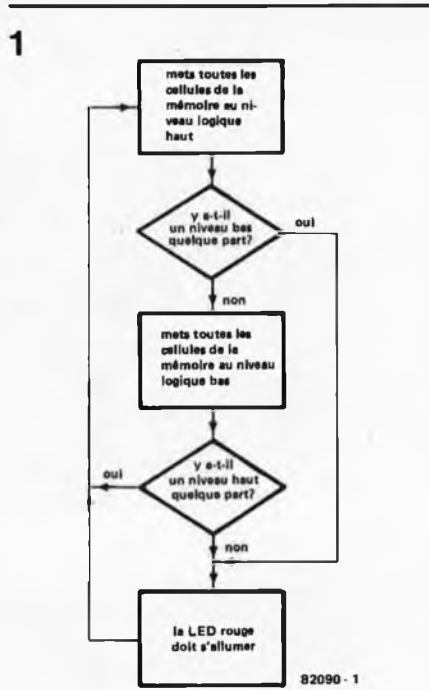 1
mets toutes les
cellules de la
mémoire au ni-
veau logique
haut
y a-t-il
un niveau bas
quelque part?
oui
non
mets toutes les
cellules de la
mémoire au niveau
logique bas
y a-t-il
un niveau haut
quelque part?
oui
non
la LED rouge
doit s'allumer
82090 - 1